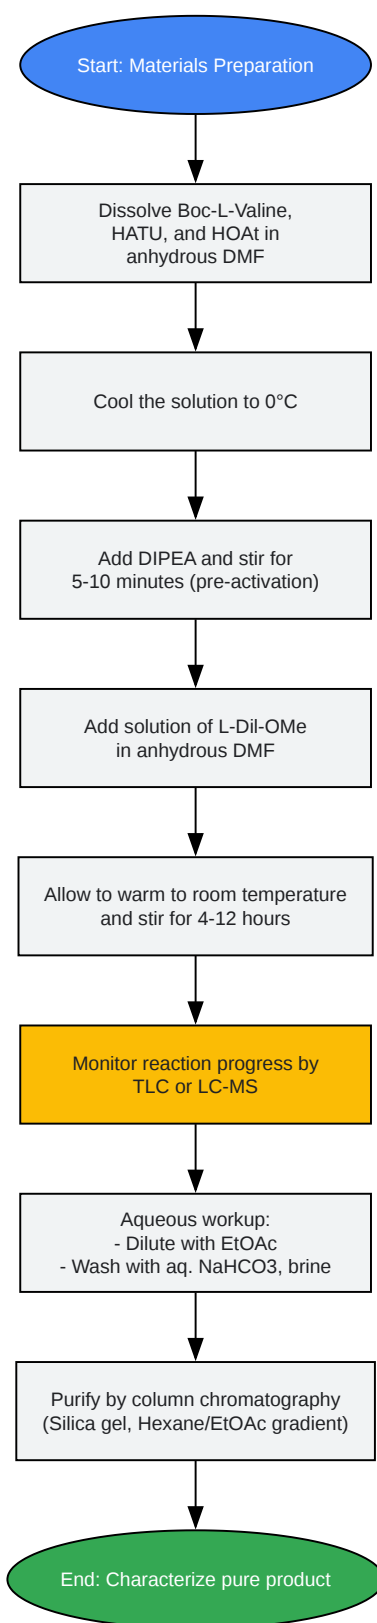 Start: Materials Preparation
Dissolve Boc-L-Valine,
HATU, and HOAt in
anhydrous DMF
Cool the solution to 0°C
Add DIPEA and stir for
5-10 minutes (pre-activation)
Add solution of L-Dil-OMe
in anhydrous DMF
Allow to warm to room temperature
and stir for 4-12 hours
Monitor reaction progress by
TLC or LC-MS
Aqueous workup:
- Dilute with EtOAc
- Wash with aq. NaHCO3, brine
Purify by column chromatography
(Silica gel, Hexane/EtOAc gradient)
End: Characterize pure product